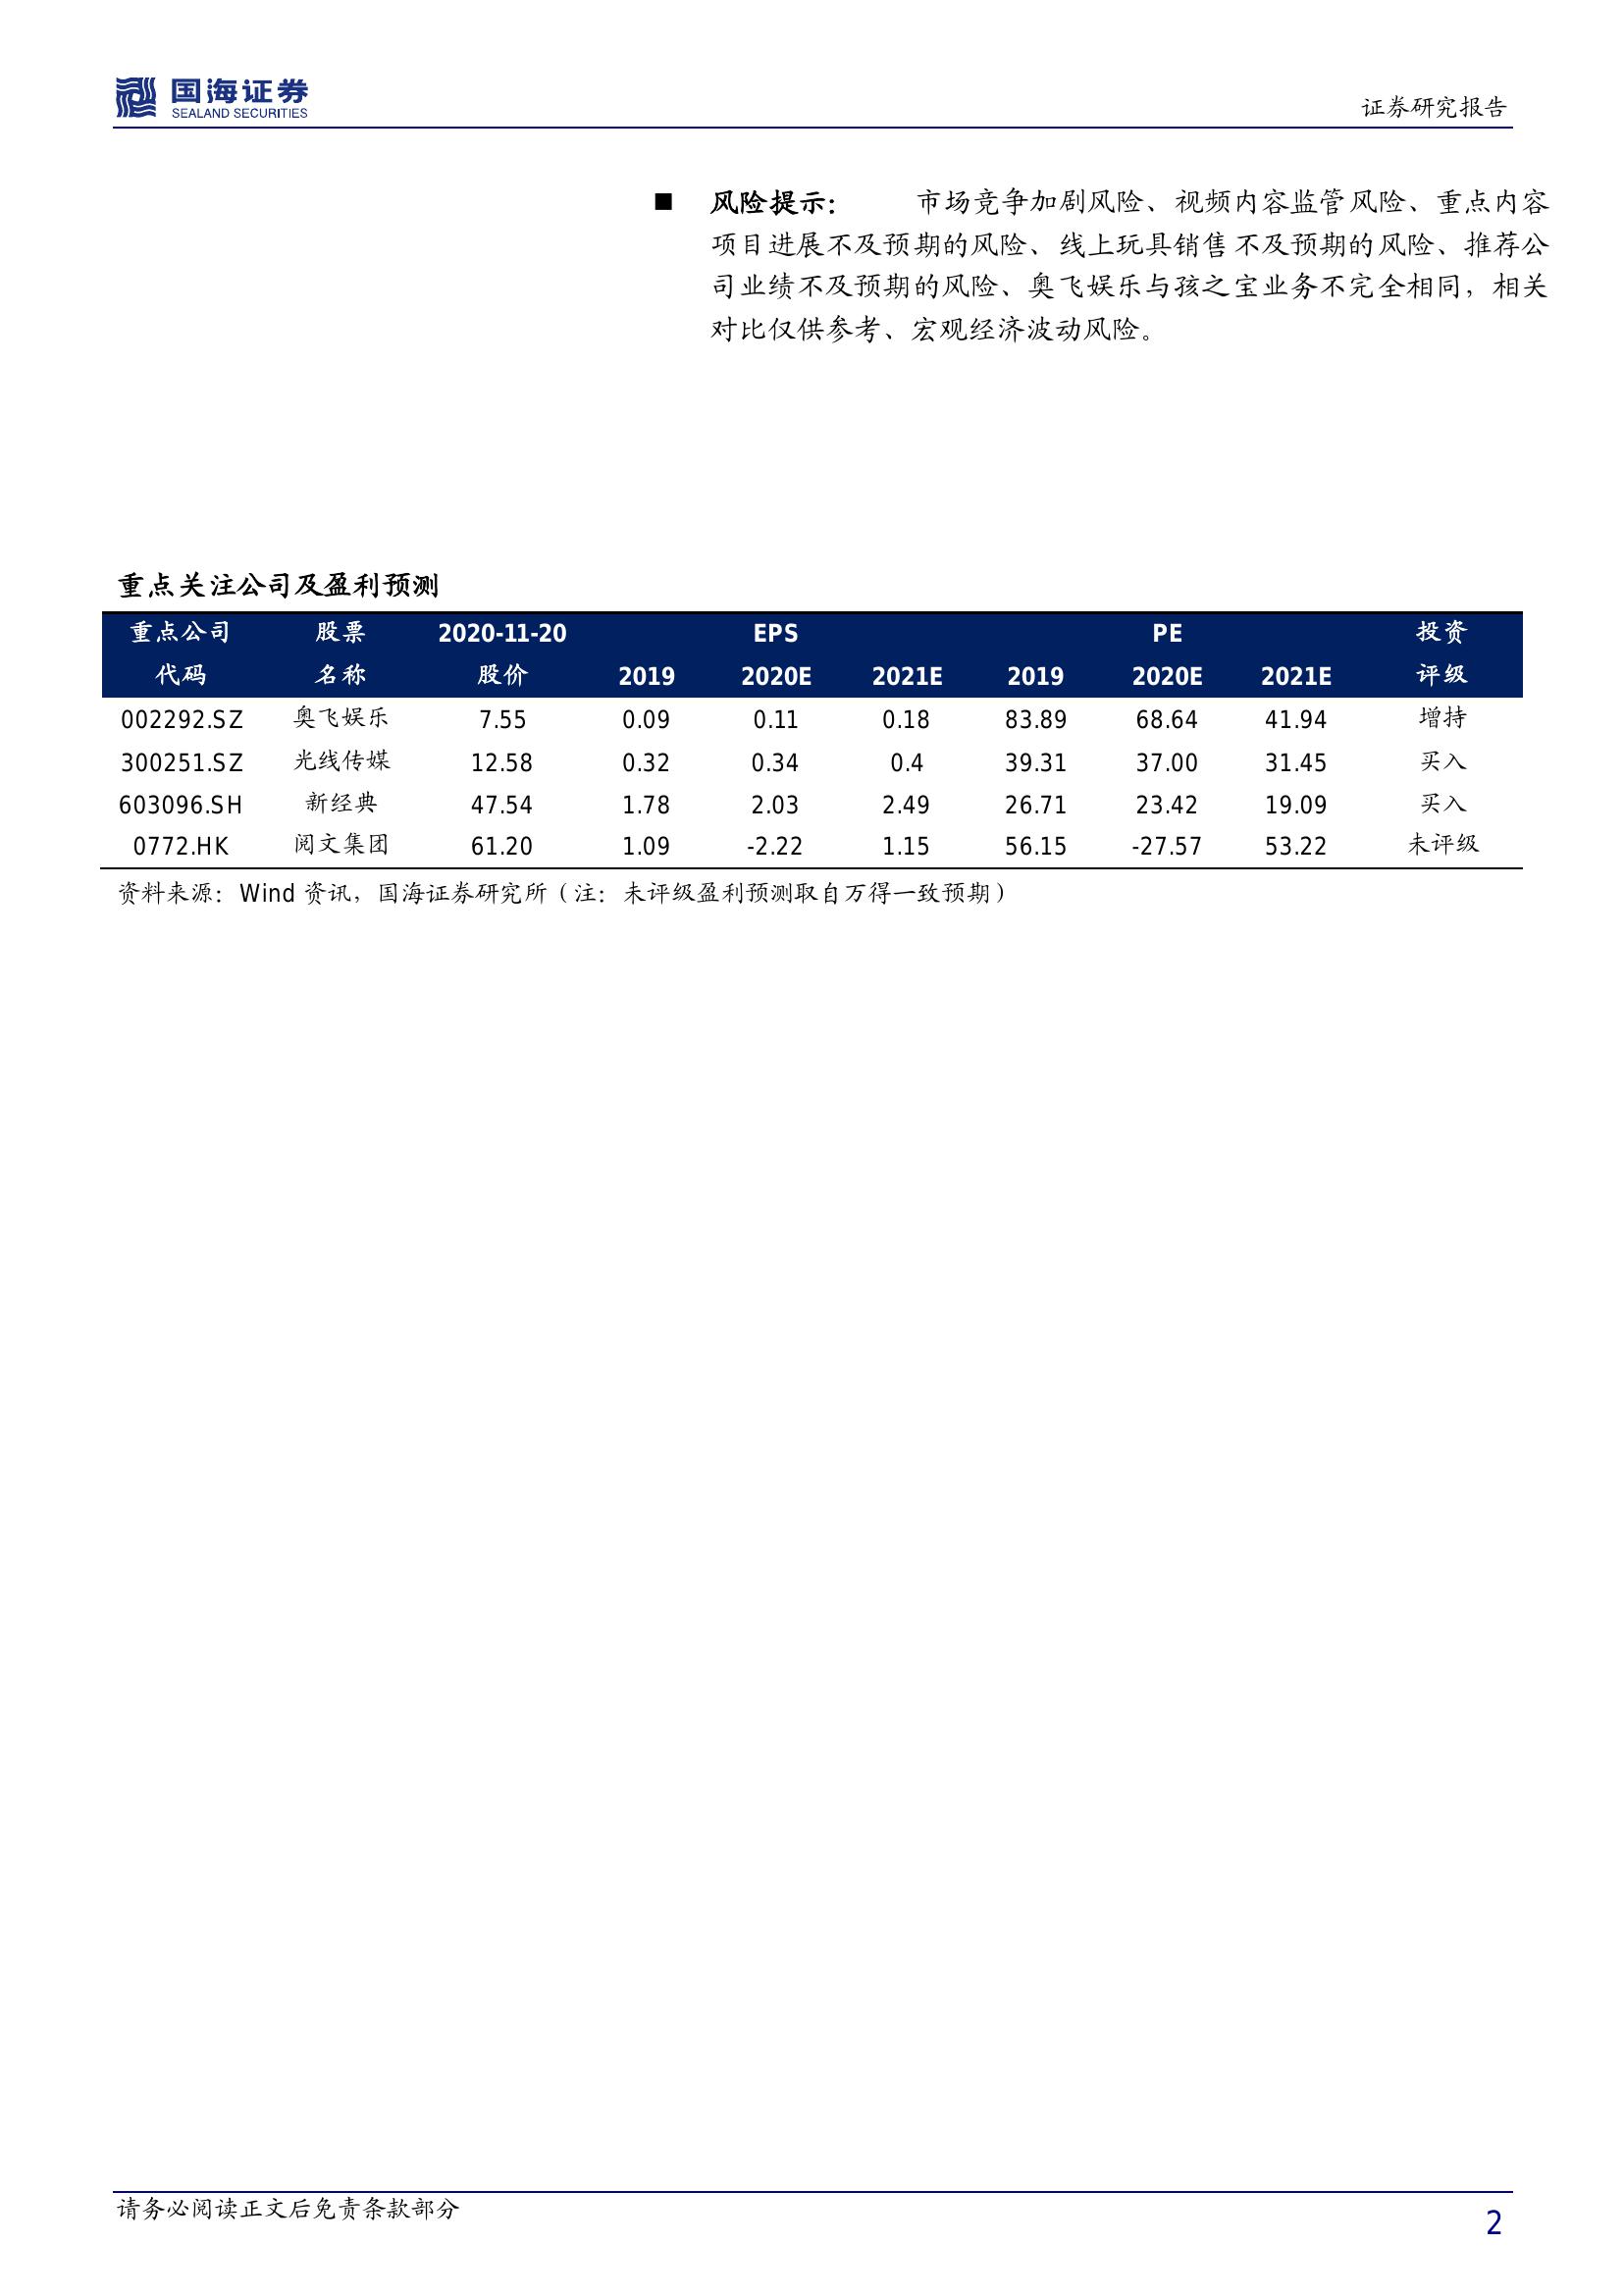 国海证券
SEALAND SECURITIES
证券研究报告
■ 风险提示： 市场竞争加剧风险、视频内容监管风险、重点内容
项目进展不及预期的风险、线上玩具销售不及预期的风险、推荐公
司业绩不及预期的风险、奥飞娱乐与孩之宝业务不完全相同，相关
对比仅供参考、宏观经济波动风险。
重点关注公司及盈利预测
重点公司 股票 2020-11-20 EPS PE 投资
代码 名称 股价 2019 2020E 2021E 2019 2020E 2021E 评级
002292.SZ 奥飞娱乐 7.55 0.09 0.11 0.18 83.89 68.64 41.94 增持
300251.SZ 光线传媒 12.58 0.32 0.34 0.4 39.31 37.00 31.45 买入
603096.SH 新经典 47.54 1.78 2.03 2.49 26.71 23.42 19.09 买入
0772.HK 阅文集团 61.20 1.09 -2.22 1.15 56.15 -27.57 53.22 未评级
资料来源：Wind 资讯，国海证券研究所（注：未评级盈利预测取自万得一致预期）
请务必阅读正文后免责条款部分
2